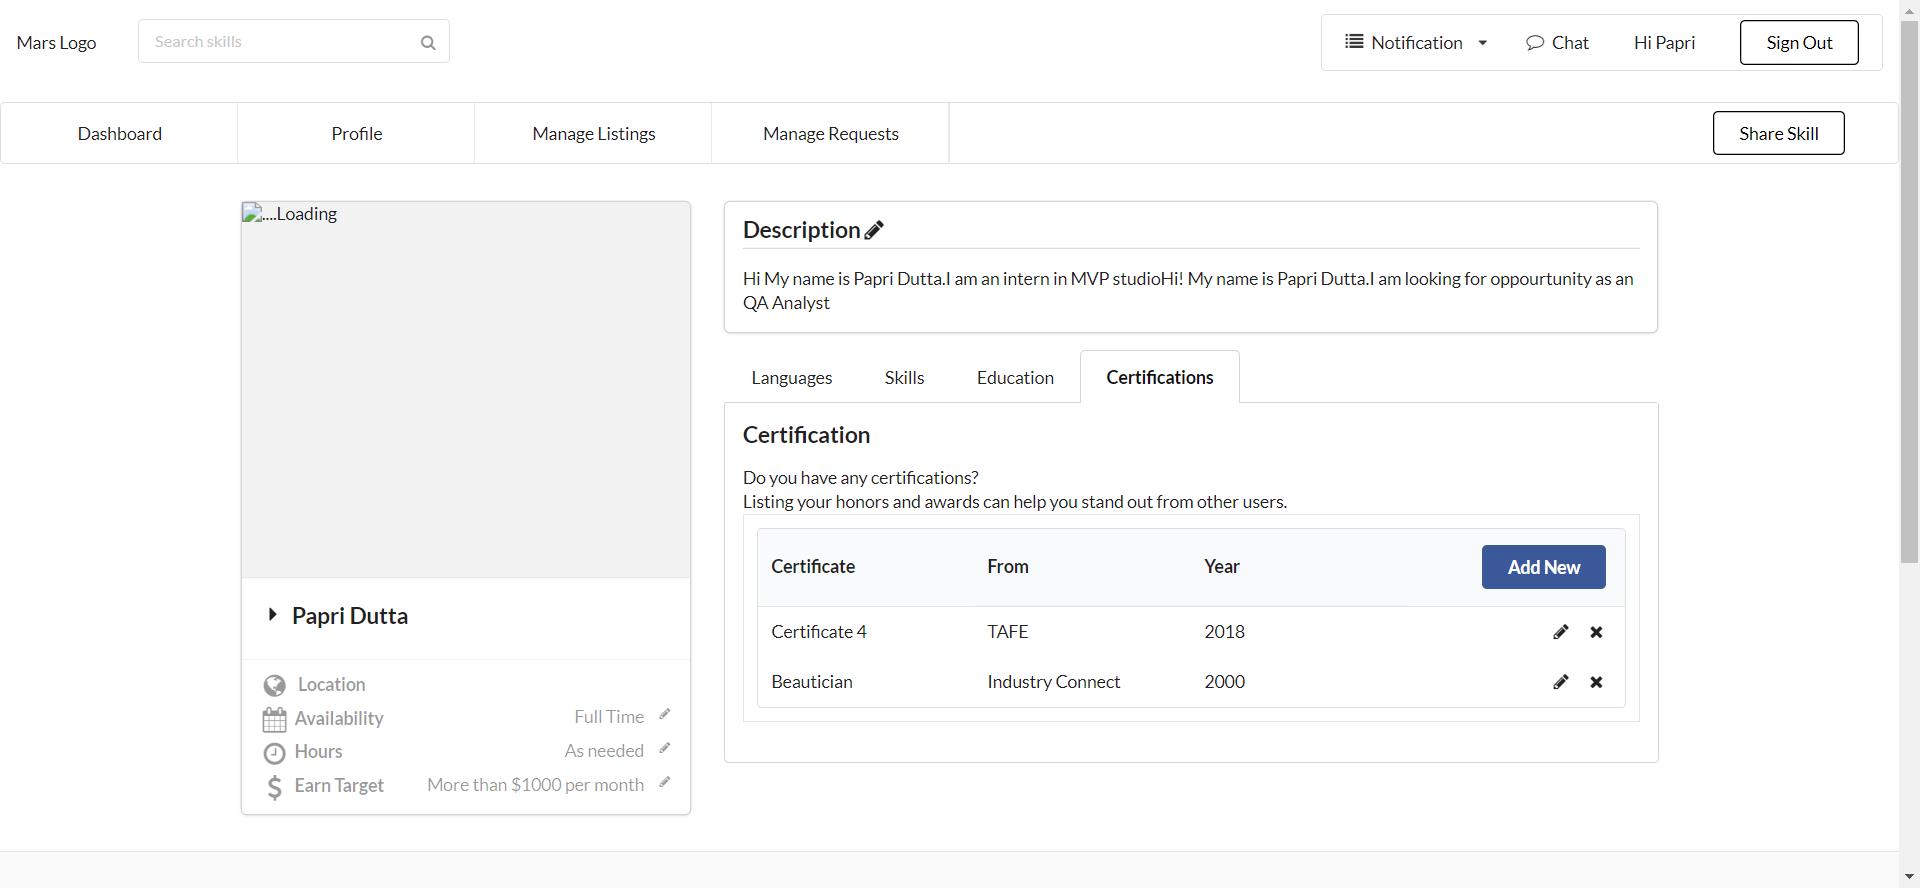 Mars Logo
Search skills
Notification
Chat
Hi Papri
Sign Out
Dashboard
Profile
Manage Listings
Manage Requests
Share Skill
....Loading
Papri Dutta
Location
Availability
Full Time
Hours
As needed
Earn Target
More than $1000 per month
Description
Hi My name is Papri Dutta.I am an intern in MVP studioHi! My name is Papri Dutta.I am looking for oppourtunity as an
QA Analyst
Languages
Skills
Education
Certifications
Certification
Do you have any certifications?
Listing your honors and awards can help you stand out from other users.
Certificate From Year Add New
Certificate 4 TAFE 2018
Beautician Industry Connect 2000